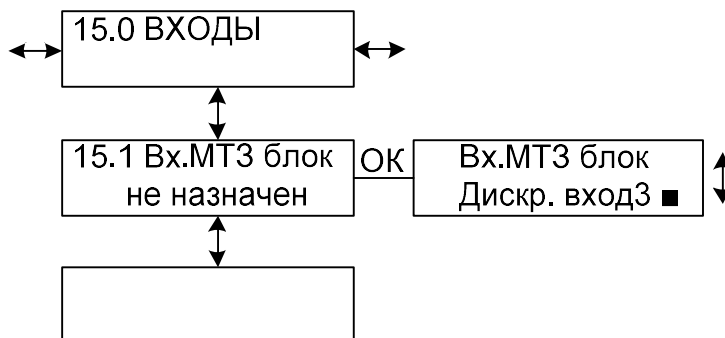 15.0 ВХОДЫ
15.1 Вх.МТЗ блок
не назначен
ОК
Вх.МТЗ блок
Дискр. вход3 ■